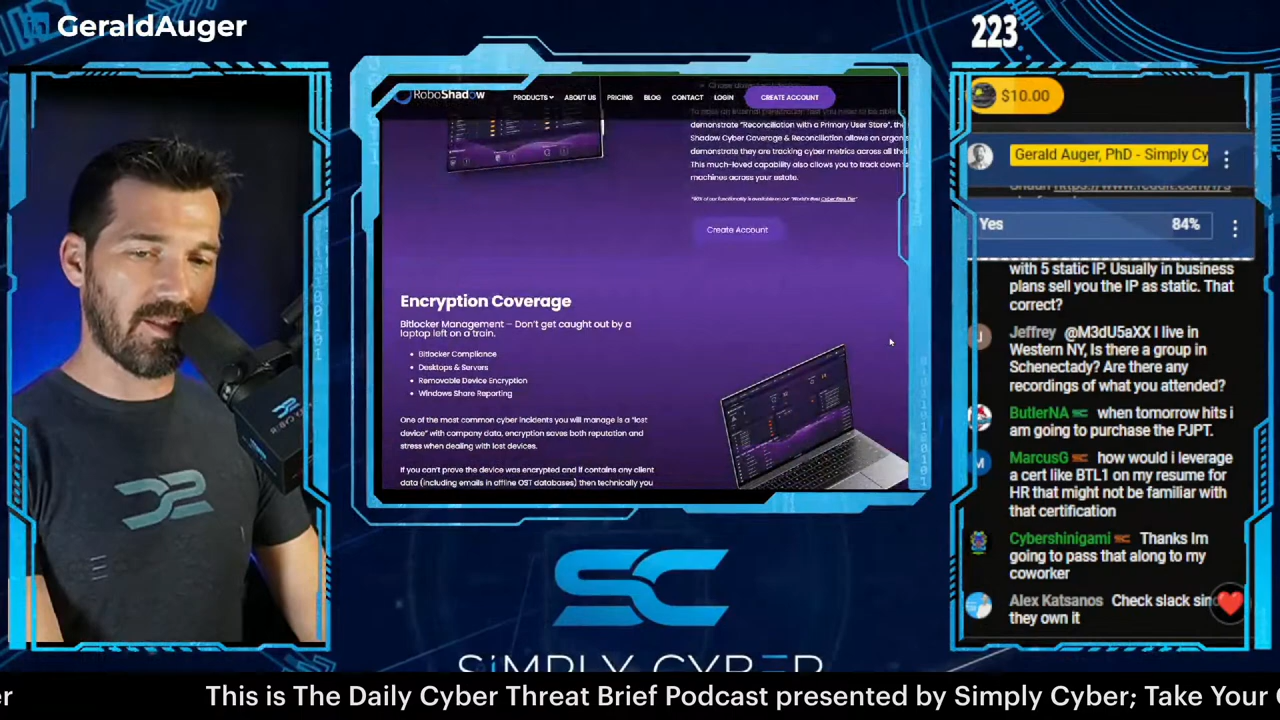 GeraldAuger
223
RoboShadow
PRODUCTS
ABOUT US
PRICING
BLOG
CONTACT
LOGIN
CREATE ACCOUNT
demonstrate "Reconciliation with a Primary User Store", the
Shadow Cyber Coverage & Reconciliation allows an organis
demonstrate they are tracking cyber metrics across all the
This much-loved capability also allows you to track down
machines across your estate.
Create Account
Encryption Coverage
Bitlocker Management – Don't get caught out by a
laptop left on a train.
• Bitlocker Compliance
• Desktops & Servers
• Removable Device Encryption
• Windows Share Reporting
One of the most common cyber incidents you will manage is a "lost
device" with company data, encryption saves both reputation and
stress when dealing with lost devices.
If you can't prove the device was encrypted and if contains any client
data (including emails in offline OST databases) then technically you
$10.00
Gerald Auger, PhD - Simply Cy
Yes 84%
with 5 static IP. Usually in business
plans sell you the IP as static. That
correct?
Jeffrey @M3dU5aXX I live in
Western NY, Is there a group in
Schenectady? Are there any
recordings of what you attended?
ButlerNA when tomorrow hits i
am going to purchase the PJPT.
MarcusG how would i leverage
a cert like BTL1 on my resume for
HR that might not be familiar with
that certification
Cybershinigami Thanks Im
going to pass that along to my
coworker
Alex Katsanos Check slack sin
they own it
SIMPLY CYBER
er This is The Daily Cyber Threat Brief Podcast presented by Simply Cyber; Take Your